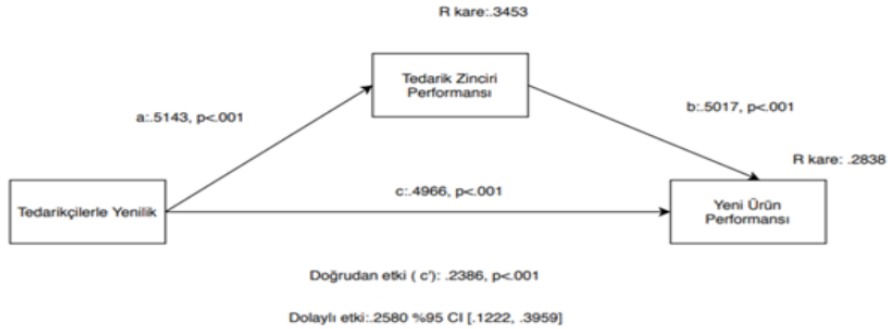 R kare:.3453
Tedarik Zinciri
Performansı
a:.5143, p<.001
b:.5017, p<.001
R kare: .2838
Tedarikçilerle Yenilik
c:.4966, p<.001
Yeni Ürün
Performansı
Doğrudan etki ( c'): .2386, p<.001
Dolaylı etki:.2580 %95 CI [.1222, .3959]